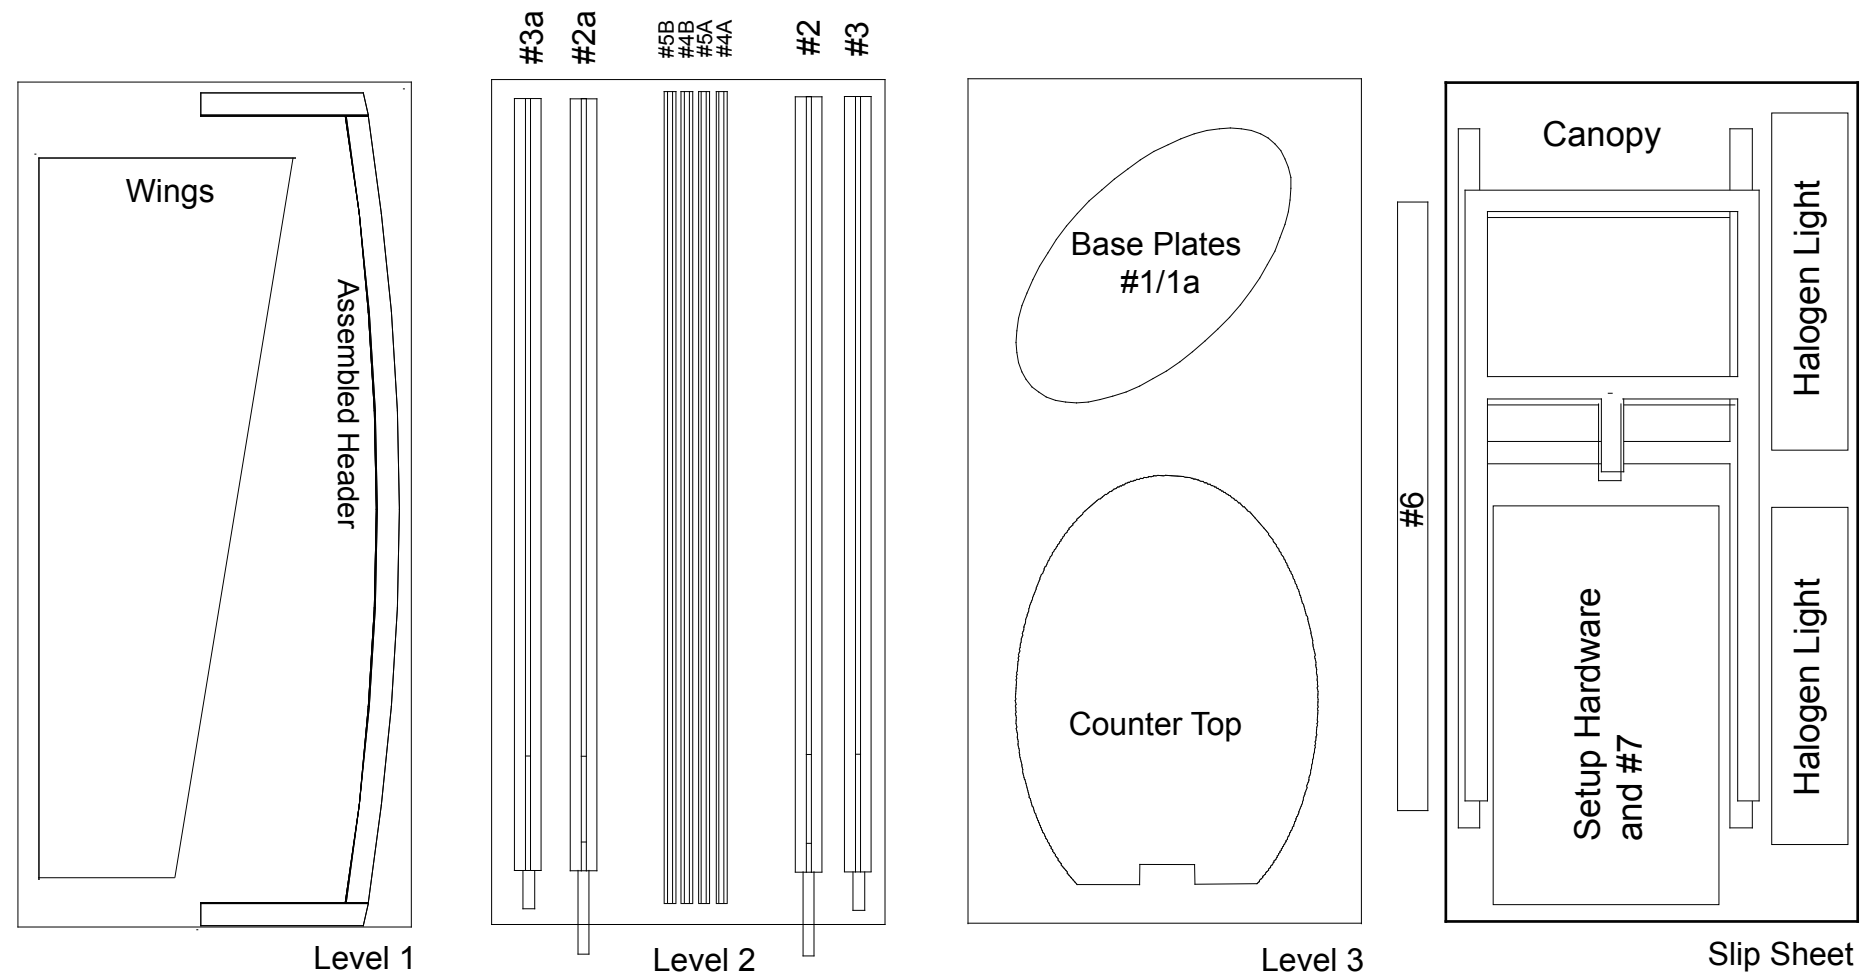 #3a
#2a
#5B
#4B
#5A
#4A
#2
#3
Wings
Assembled Header
Level 1
Level 2
Base Plates
#1/1a
Counter Top
Level 3
#6
Canopy
Halogen Light
Halogen Light
Setup Hardware
and #7
Slip Sheet